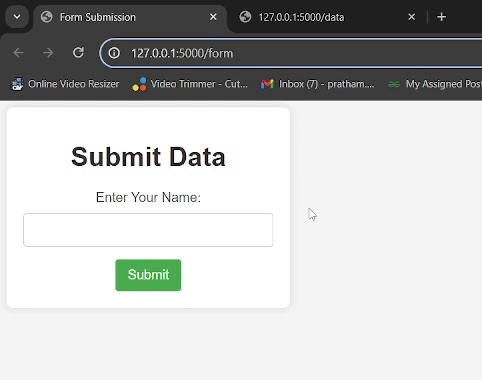 Form Submission
127.0.0.1:5000/data
127.0.0.1:5000/form
Online Video Resizer
Video Trimmer - Cut...
Inbox (7) - pratham....
My Assigned Post
Submit Data
Enter Your Name:
Submit